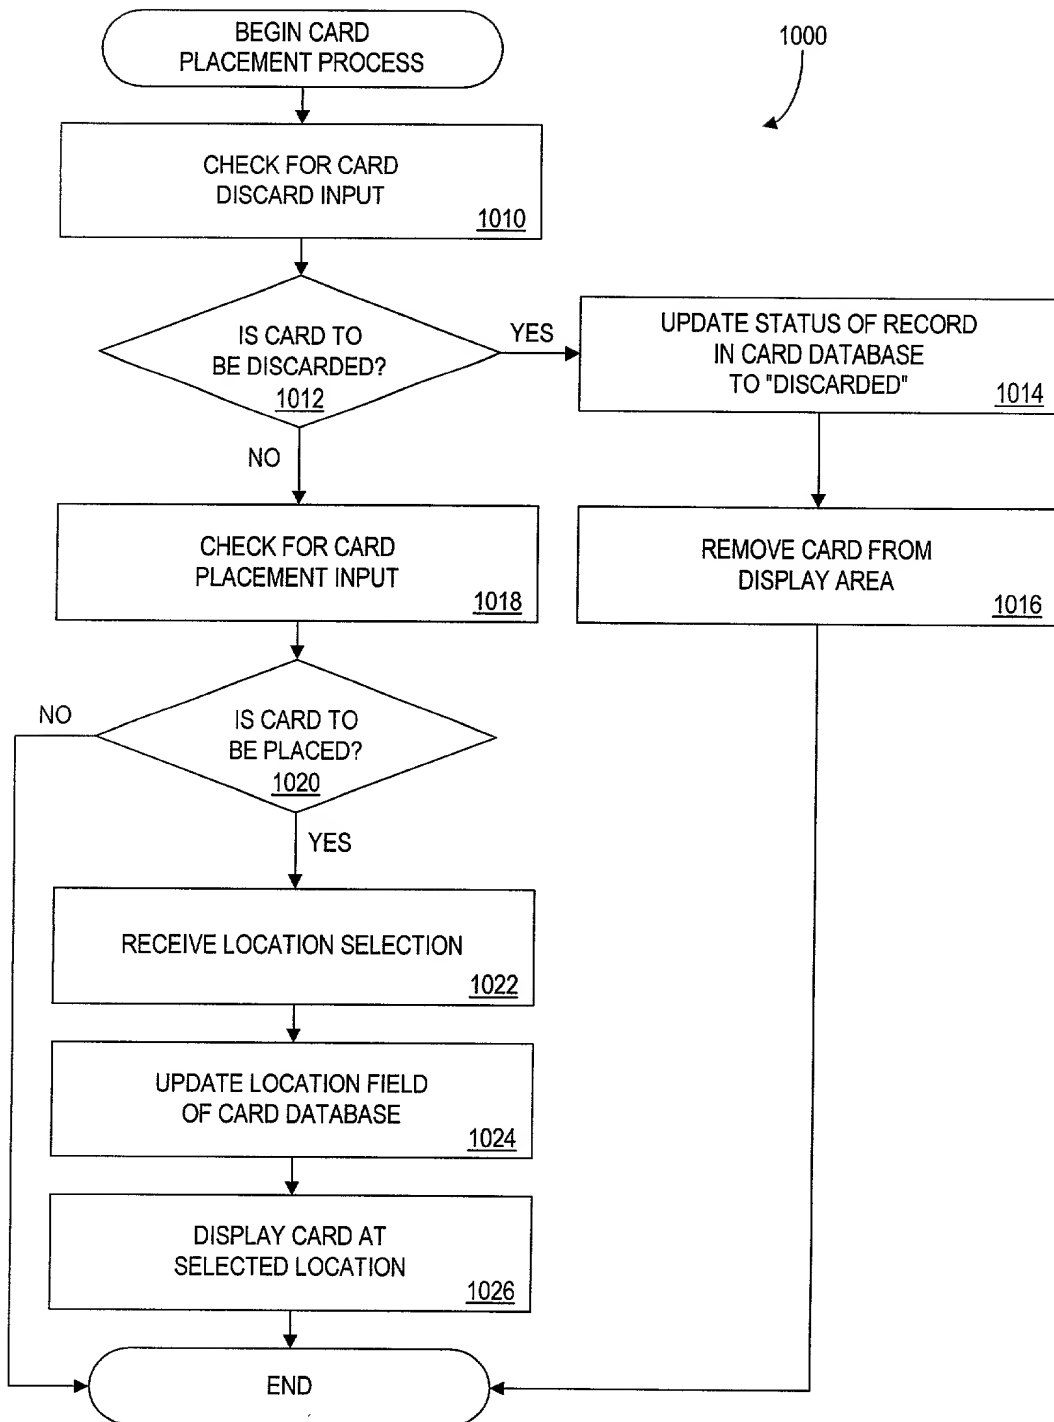 BEGIN CARD
PLACEMENT PROCESS
1000
CHECK FOR CARD
DISCARD INPUT
1010
IS CARD TO
BE DISCARDED?
1012
YES
UPDATE STATUS OF RECORD
IN CARD DATABASE
TO "DISCARDED"
1014
NO
REMOVE CARD FROM
DISPLAY AREA
1016
CHECK FOR CARD
PLACEMENT INPUT
1018
NO
IS CARD TO
BE PLACED?
1020
YES
RECEIVE LOCATION SELECTION
1022
UPDATE LOCATION FIELD
OF CARD DATABASE
1024
DISPLAY CARD AT
SELECTED LOCATION
1026
END